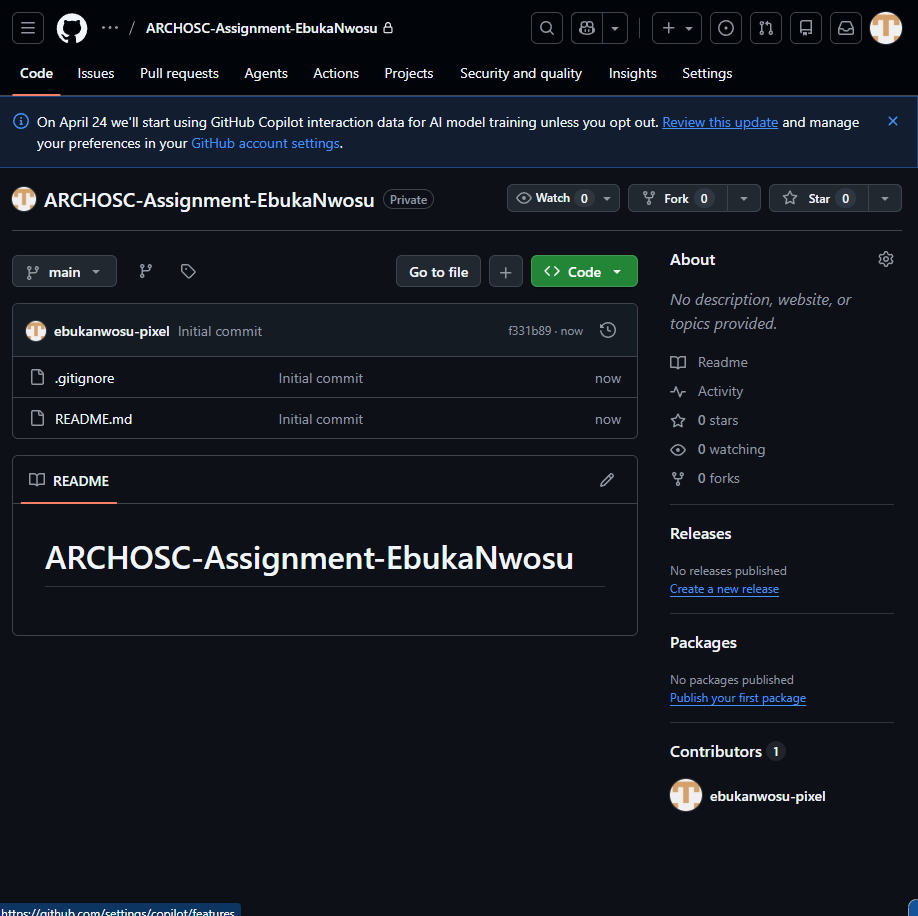 ··· / ARCHOSC-Assignment-EbukaNwosu
Code Issues Pull requests Agents Actions Projects Security and quality Insights Settings
On April 24 we'll start using GitHub Copilot interaction data for AI model training unless you opt out. Review this update and manage
your preferences in your GitHub account settings.
ARCHOSC-Assignment-EbukaNwosu Private
Watch 0 Fork 0 Star 0
main Go to file + <> Code
ebukanwosu-pixel Initial commit f331b89 · now
.gitignore Initial commit now
README.md Initial commit now
README
ARCHOSC-Assignment-EbukaNwosu
About
No description, website, or
topics provided.
Readme
Activity
0 stars
0 watching
0 forks
Releases
No releases published
Create a new release
Packages
No packages published
Publish your first package
Contributors 1
ebukanwosu-pixel
https://github.com/settings/copilot/features